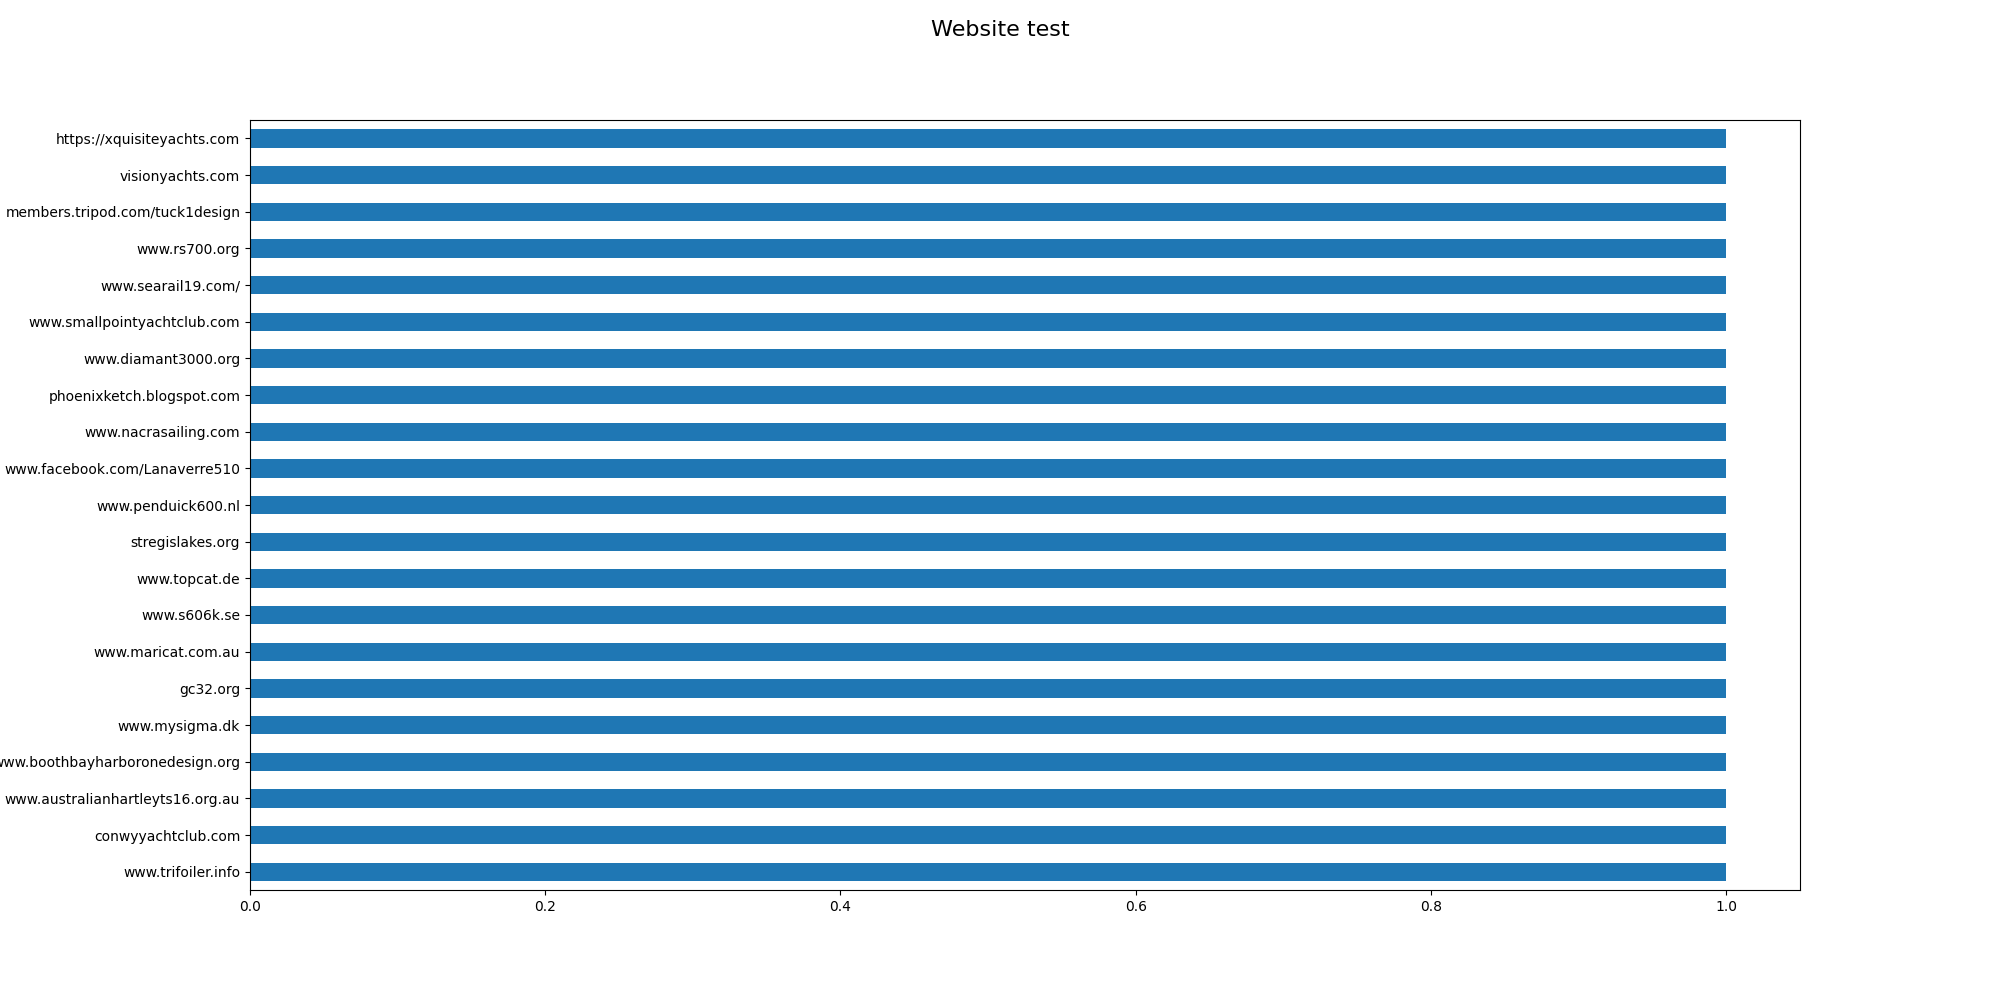 Website test
https://xquisiteyachts.com
visionyachts.com
members.tripod.com/tuck1design
www.rs700.org
www.searail19.com/
www.smallpointyachtclub.com
www.diamant3000.org
phoenixketch.blogspot.com
www.nacrasailing.com
www.facebook.com/Lanaverre510
www.penduick600.nl
stregislakes.org
www.topcat.de
www.s606k.se
www.maricat.com.au
gc32.org
www.mysigma.dk
www.boothbayharboronedesign.org
www.australianhartleyts16.org.au
conwyyachtclub.com
www.trifoiler.info
0.0 0.2 0.4 0.6 0.8 1.0